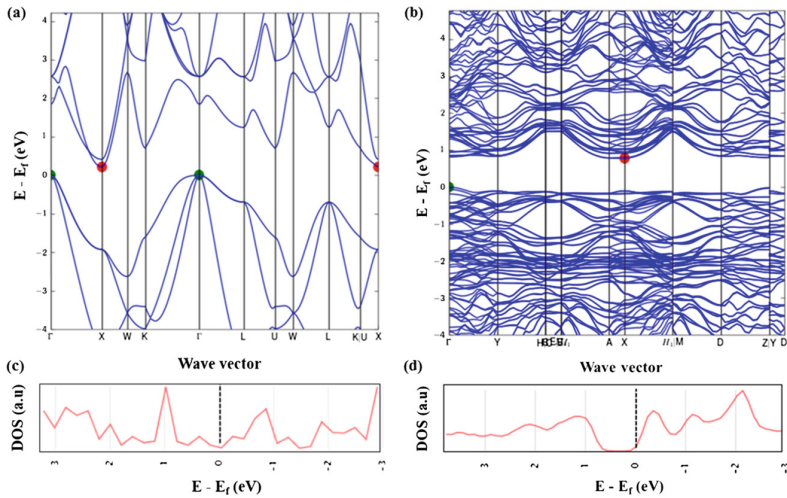 (a)
E - Ef (eV)
4
3
2
1
0
−1
−2
−3
−4
Γ X W K Γ L U W L K|U X
Wave vector
(b)
E - Ef (eV)
4
3
2
1
0
−1
−2
−3
−4
Γ Y A X M D Z|Y D
Wave vector
(c)
DOS (a.u)
3 2 1 0 -1 -2 -3
E - Ef (eV)
(d)
DOS (a.u)
3 2 1 0 -1 -2
E - Ef (eV)